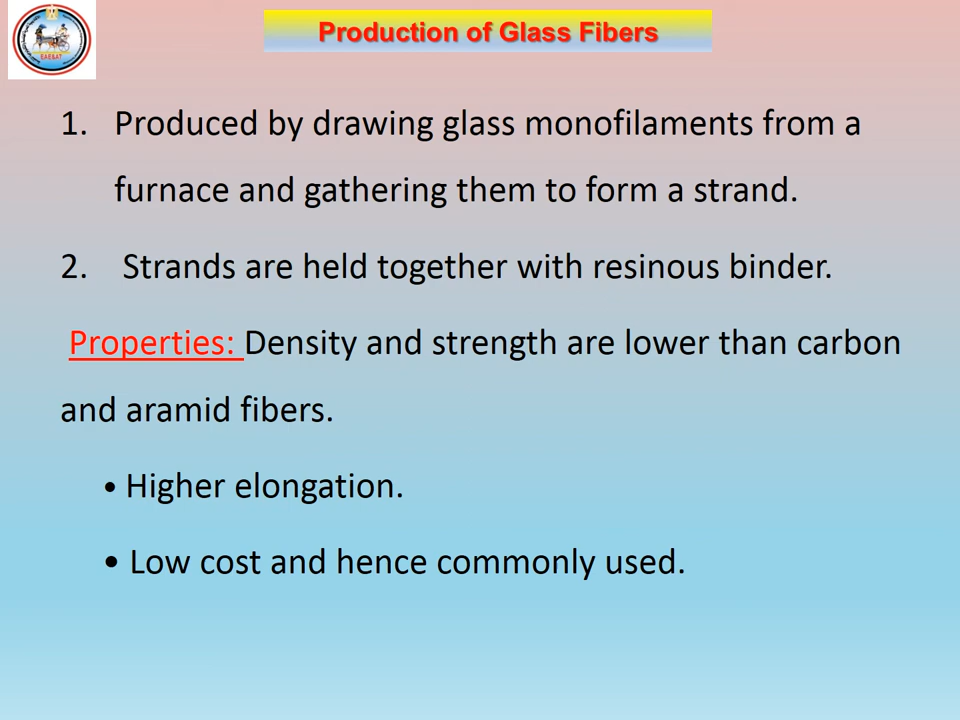 Production of Glass Fibers
1. Produced by drawing glass monofilaments from a
furnace and gathering them to form a strand.
2. Strands are held together with resinous binder.
Properties: Density and strength are lower than carbon
and aramid fibers.
• Higher elongation.
• Low cost and hence commonly used.